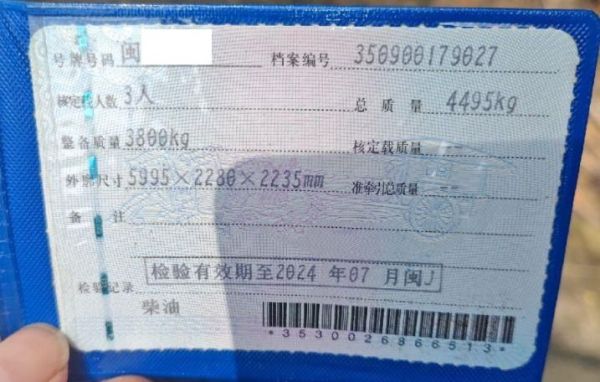 号牌号码 闽 档案编号 350900179027
核定载人数 3人 总质量 4495kg
整备质量 3800kg 核定载质量 --
外廓尺寸 5995×2280×2235mm 准牵引总质量 --
备注
检验记录 检验有效期至2024年07月闽J
柴油
*3530026866513*